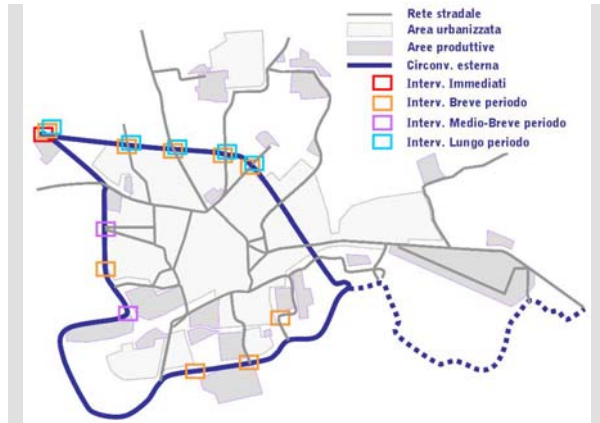 Rete stradale
Area urbanizzata
Aree produttive
Circonv. esterna
Interv. Immediati
Interv. Breve periodo
Interv. Medio-Breve periodo
Interv. Lungo periodo